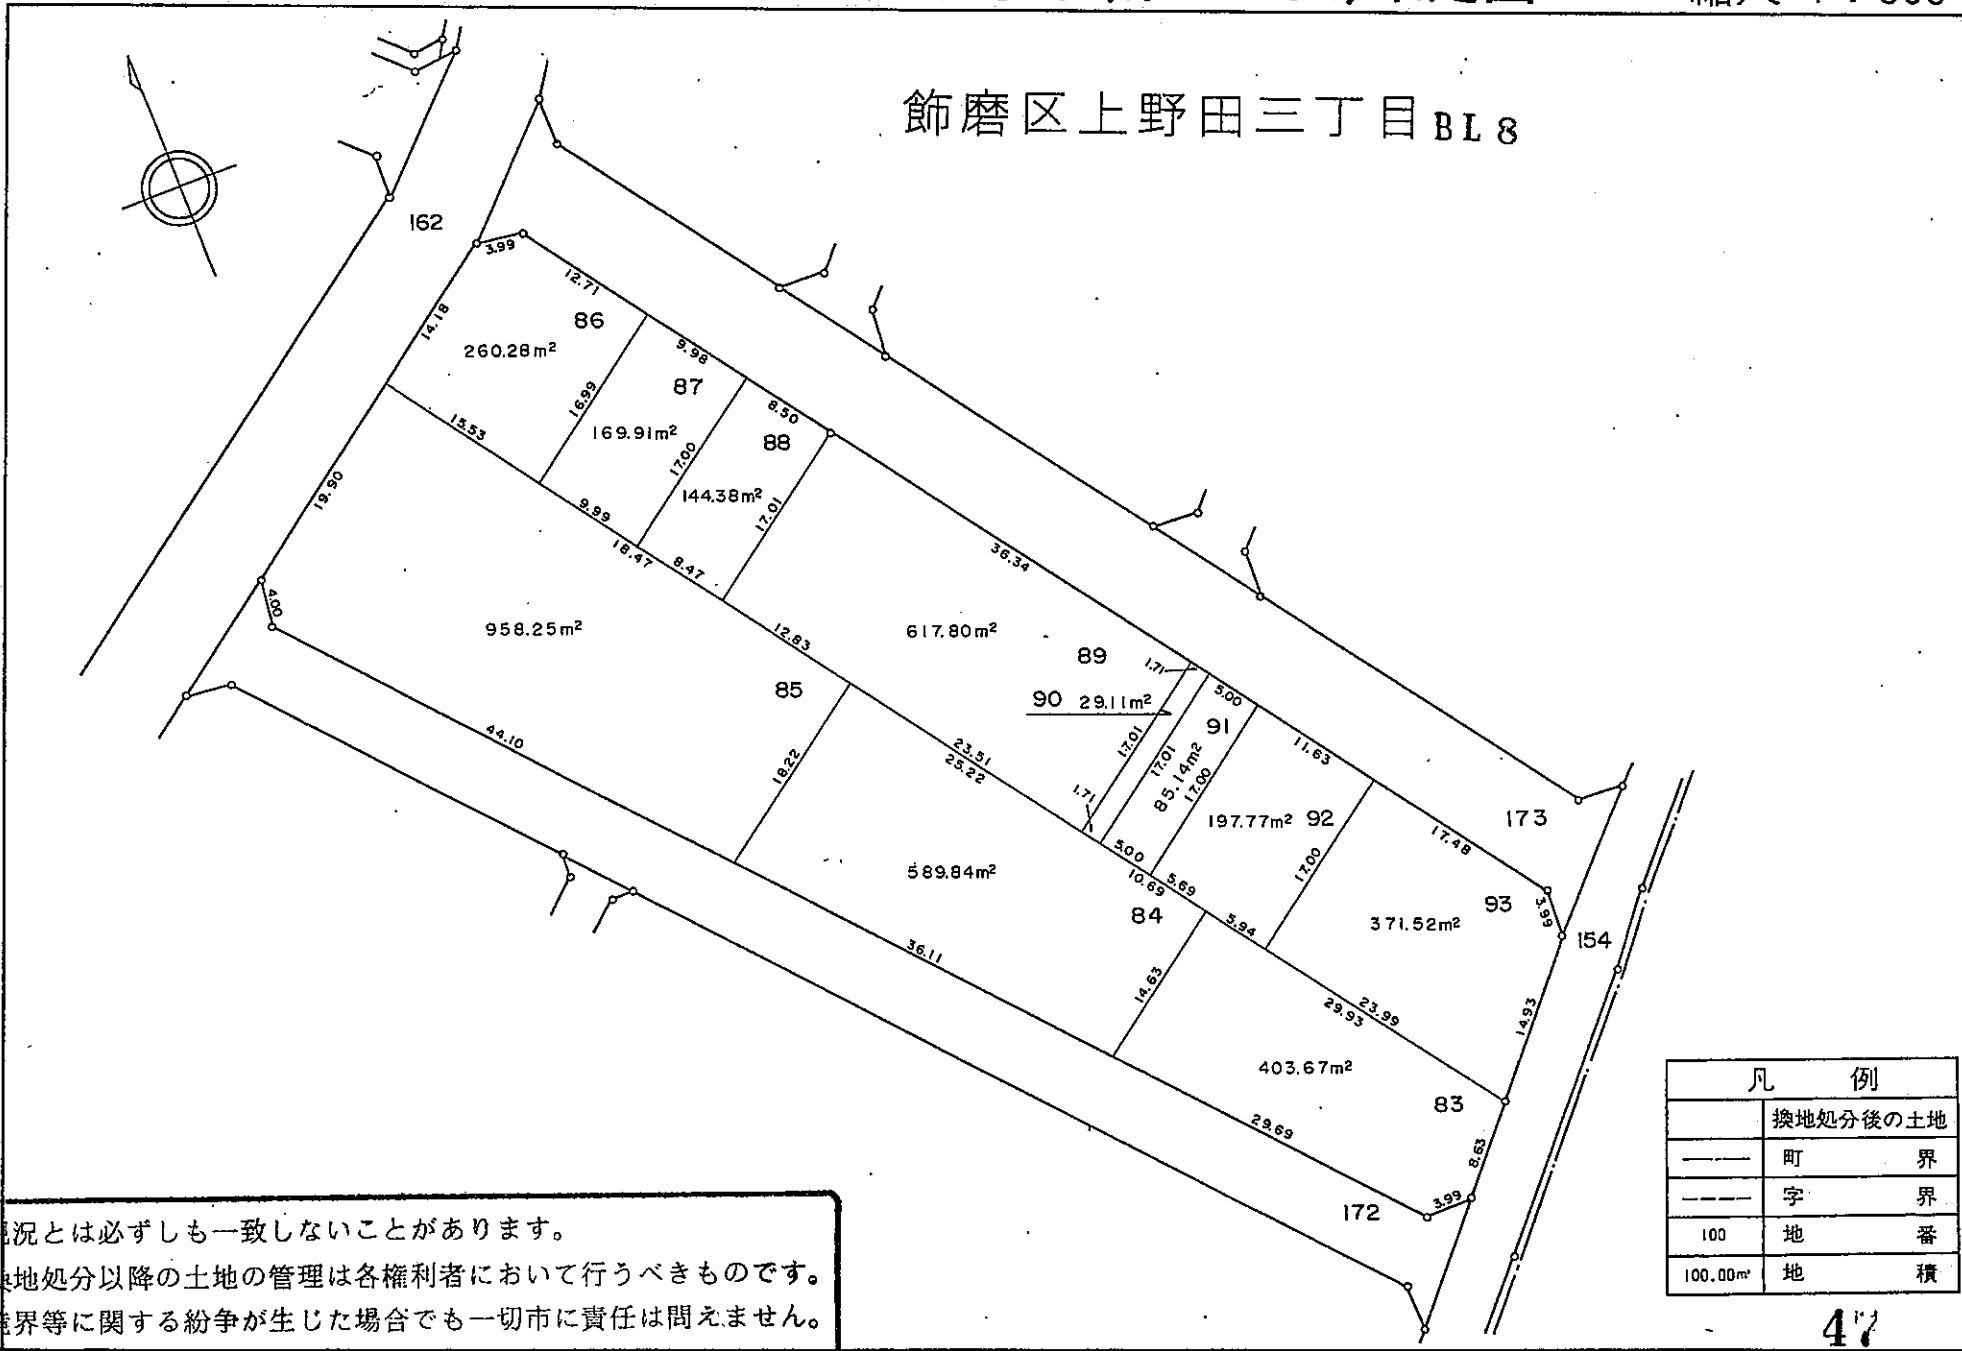 飾磨区上野田三丁目 BL 8
162
3.99
12.71
86
14.18
260.28m²
9.98
87
16.99
8.50
88
15.53
169.91m²
17.00
144.38m²
17.01
19.90
9.99
18.47
8.47
36.34
4.00
958.25m²
12.83
617.80m²
89
1.71
85
90 29.11m²
5.00
91
44.10
18.22
23.51
25.22
17.01
17.01
85.14m²
17.00
11.63
1.71
197.77m² 92
173
17.48
5.00
10.69
5.69
17.00
589.84m²
84
5.94
371.52m²
93
3.99
154
36.11
14.63
23.99
29.93
14.93
403.67m²
83
29.69
8.63
3.99
172
凡 例
換地処分後の土地
町 界
字 界
100 地 番
100.00m² 地 積
況とは必ずしも一致しないことがあります。
地処分以降の土地の管理は各権利者において行うべきものです。
界等に関する紛争が生じた場合でも一切市に責任は問えません。
47